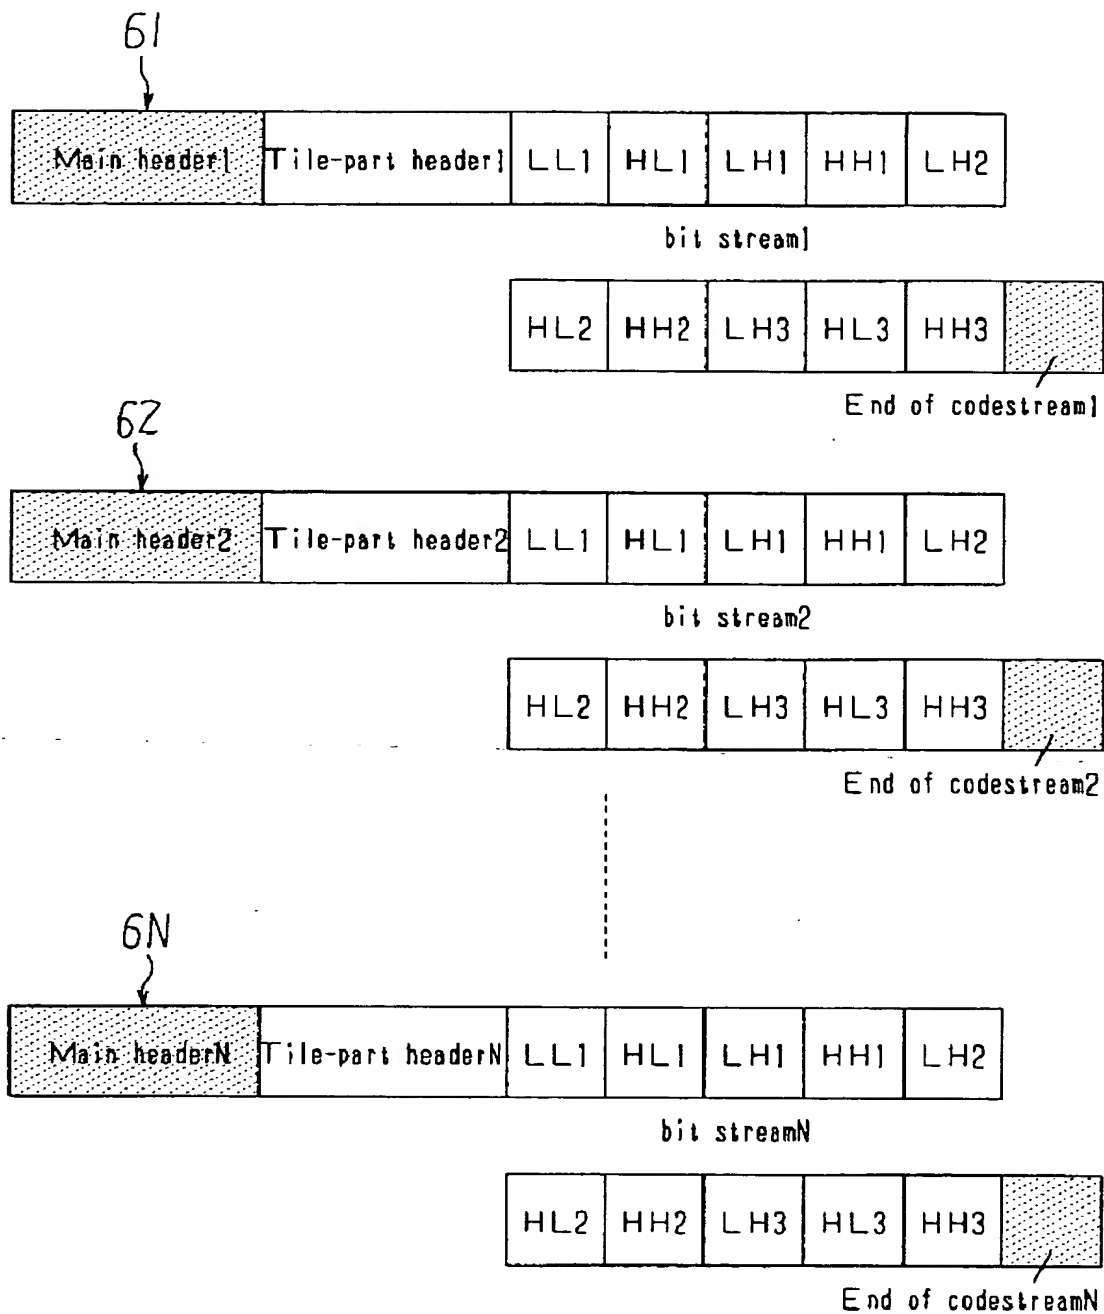 61
Main header1 Tile-part header1 LL1 HL1 LH1 HH1 LH2
bit stream1
HL2 HH2 LH3 HL3 HH3
End of codestream1
62
Main header2 Tile-part header2 LL1 HL1 LH1 HH1 LH2
bit stream2
HL2 HH2 LH3 HL3 HH3
End of codestream2
6N
Main headerN Tile-part headerN LL1 HL1 LH1 HH1 LH2
bit streamN
HL2 HH2 LH3 HL3 HH3
End of codestreamN